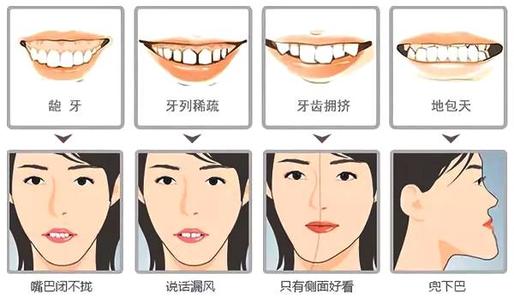 龅 牙
牙列稀疏
牙齿拥挤
地包天
嘴巴闭不拢
说话漏风
只有侧面好看
兜下巴